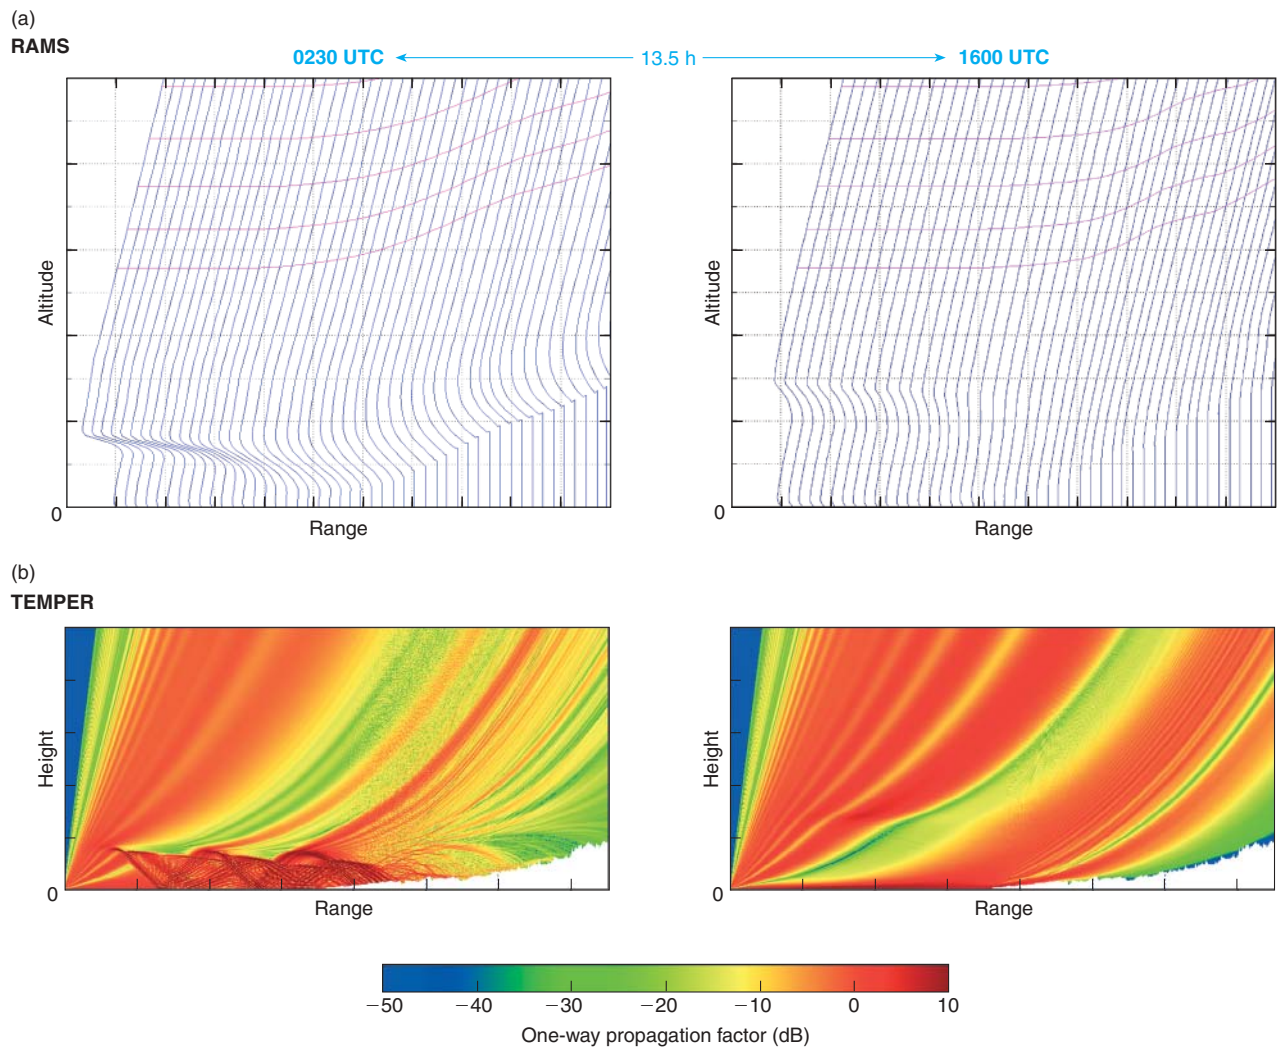 (a)
RAMS
0230 UTC
13.5 h
1600 UTC
Altitude
0
Range
Altitude
0
Range
(b)
TEMPER
Height
0
Range
Height
0
Range
−50 −40 −30 −20 −10 0 10
One-way propagation factor (dB)